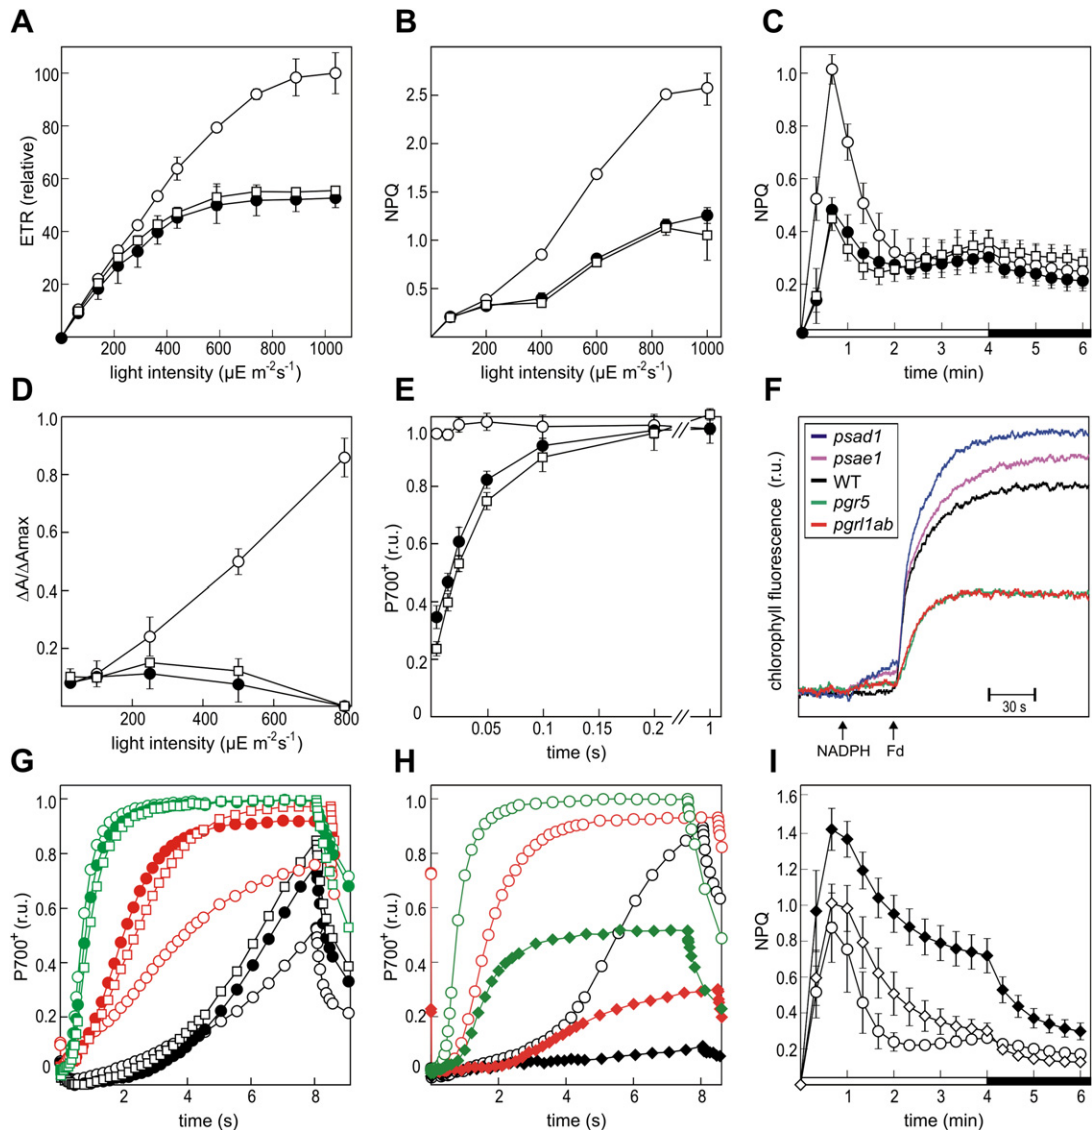 A
ETR (relative)
100
80
60
40
20
200 400 600 800 1000
light intensity (µE m-2s-1)
B
NPQ
2.5
2.0
1.5
1.0
0.5
200 400 600 800 1000
light intensity (µE m-2s-1)
C
NPQ
1.0
0.8
0.6
0.4
0.2
1 2 3 4 5 6
time (min)
D
ΔA/ΔAmax
1.0
0.8
0.6
0.4
0.2
200 400 600 800
light intensity (µE m-2s-1)
E
P700+ (r.u.)
1.0
0.8
0.6
0.4
0.2
0
0.05 0.1 0.15 0.2 1
time (s)
F
chlorophyll fluorescence (r.u.)
psad1
psae1
WT
pgr5
pgrl1ab
30 s
NADPH Fd
G
P700+ (r.u.)
1.0
0.8
0.6
0.4
0.2
0
2 4 6 8
time (s)
H
P700+ (r.u.)
1.0
0.8
0.6
0.4
0.2
0
2 4 6 8
time (s)
I
NPQ
1.6
1.4
1.2
1.0
0.8
0.6
0.4
0.2
1 2 3 4 5 6
time (min)